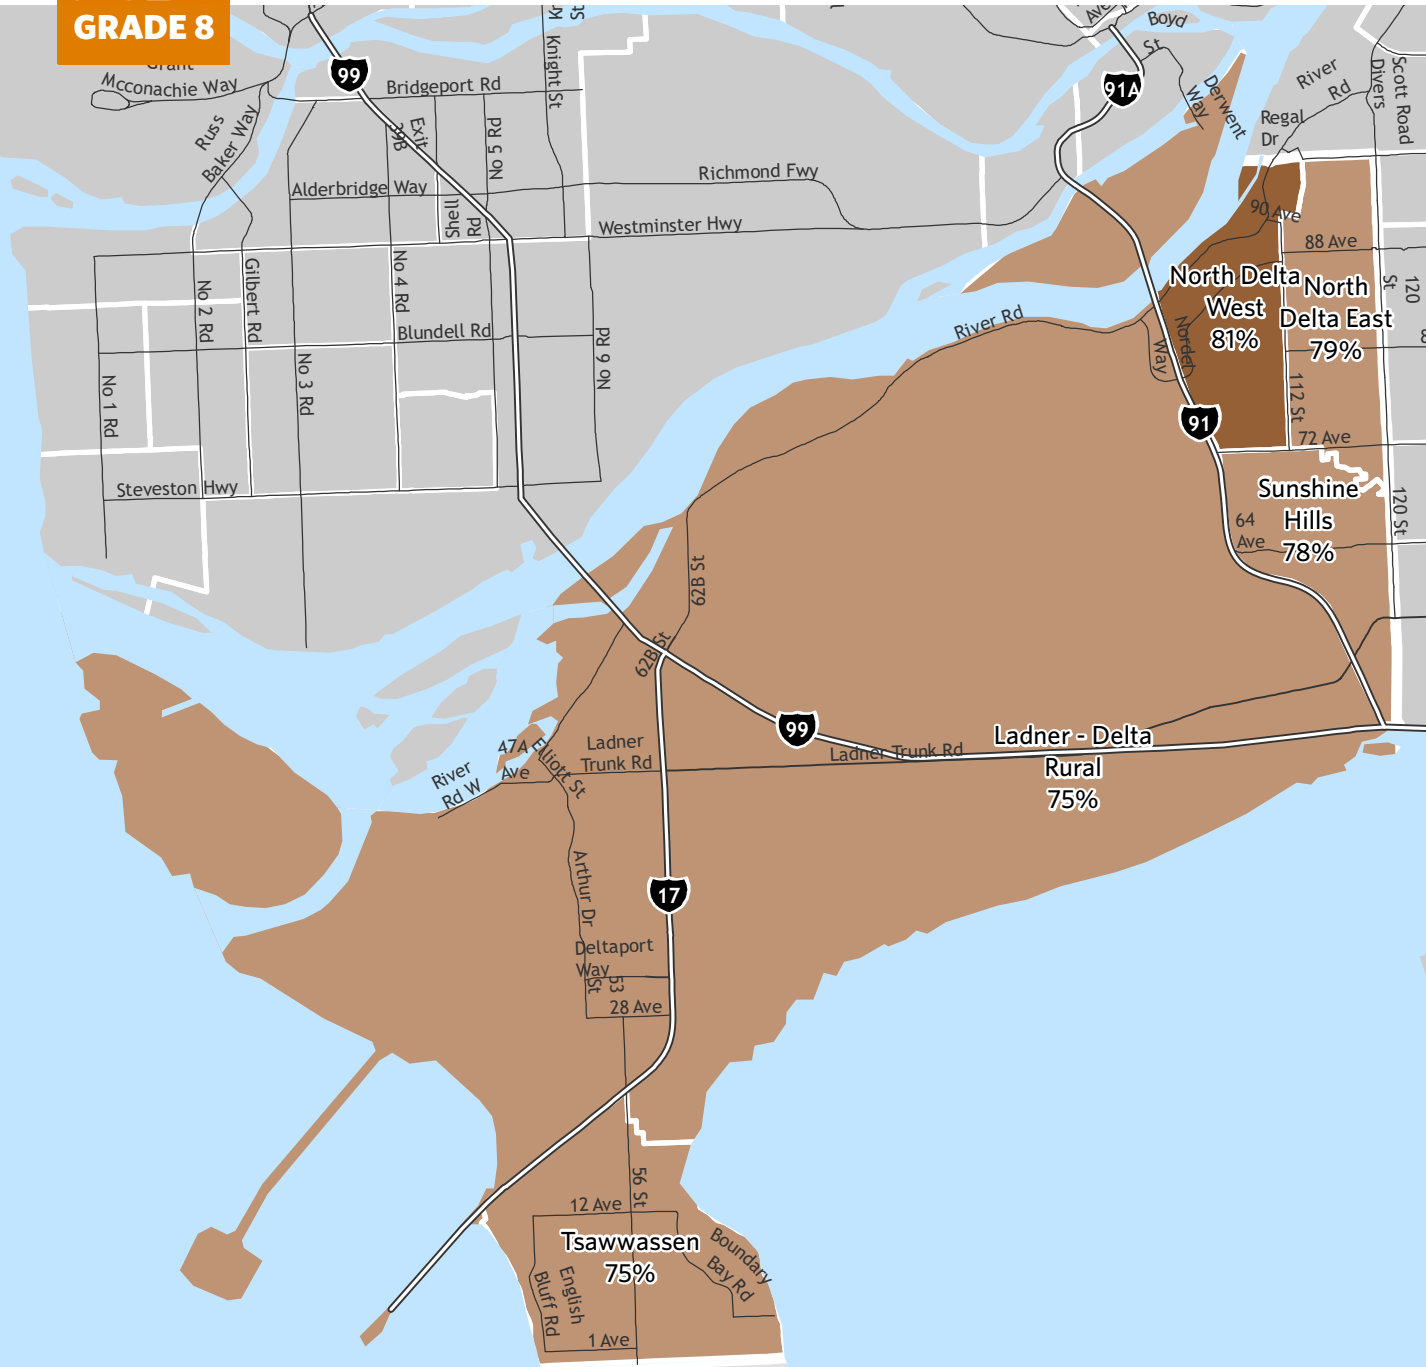 GRADE 8
Mcconachie Way
Russ
Baker Way
99
Bridgeport Rd
Knight St
St
Exit
39B
No 5 Rd
Alderbridge Way
Shell
Rd
Richmond Fwy
Westminster Hwy
91A
Ave
Boyd
St
Derwent
Way
River
Rd
Regal
Dr
Scott Road
Divers
90 Ave
88 Ave
120
St
No 2 Rd
Gilbert Rd
No 4 Rd
Blundell Rd
No 1 Rd
No 3 Rd
No 6 Rd
Steveston Hwy
River Rd
Nordel
Way
North Delta
West
81%
North
Delta East
79%
112 St
91
72 Ave
Sunshine
Hills
78%
64
Ave
120 St
62B St
62B St
99
Ladner Trunk Rd
Ladner - Delta
Rural
75%
47A
Ave
Elliott St
Ladner
Trunk Rd
River
Rd W
Arthur Dr
17
Deltaport
Way
53
St
28 Ave
56 St
12 Ave
Tsawwassen
75%
Boundary
Bay Rd
English
Bluff Rd
1 Ave